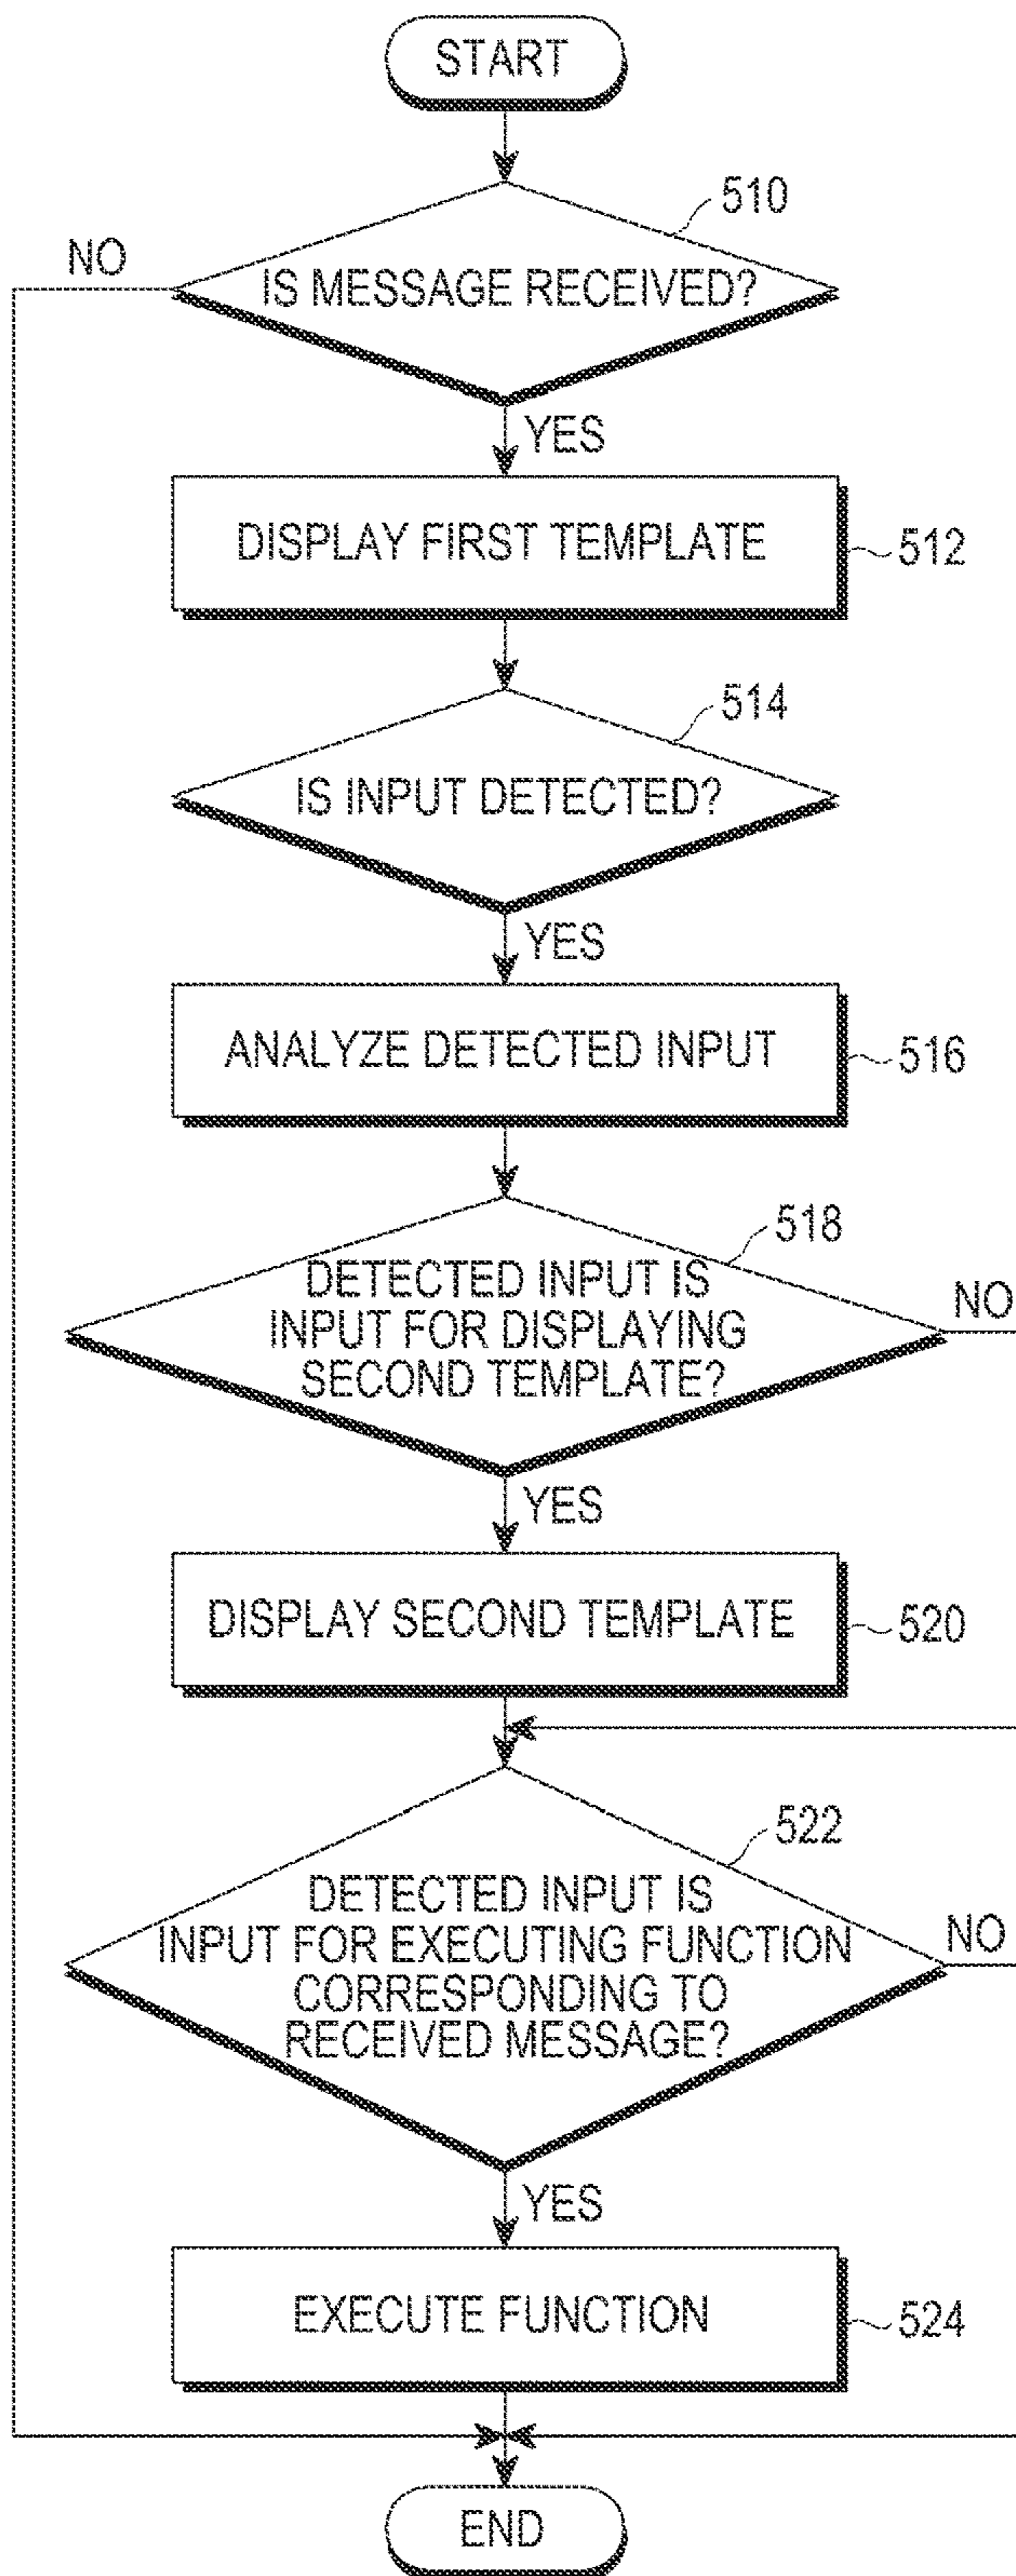 START
510
NO
IS MESSAGE RECEIVED?
YES
DISPLAY FIRST TEMPLATE
512
514
IS INPUT DETECTED?
YES
ANALYZE DETECTED INPUT
516
518
DETECTED INPUT IS
INPUT FOR DISPLAYING
SECOND TEMPLATE?
NO
YES
DISPLAY SECOND TEMPLATE
520
522
DETECTED INPUT IS
INPUT FOR EXECUTING FUNCTION
CORRESPONDING TO
RECEIVED MESSAGE?
NO
YES
EXECUTE FUNCTION
524
END